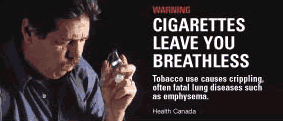 WARNING
CIGARETTES
LEAVE YOU
BREATHLESS
Tobacco use causes crippling,
often fatal lung diseases such
as emphysema.
Health Canada